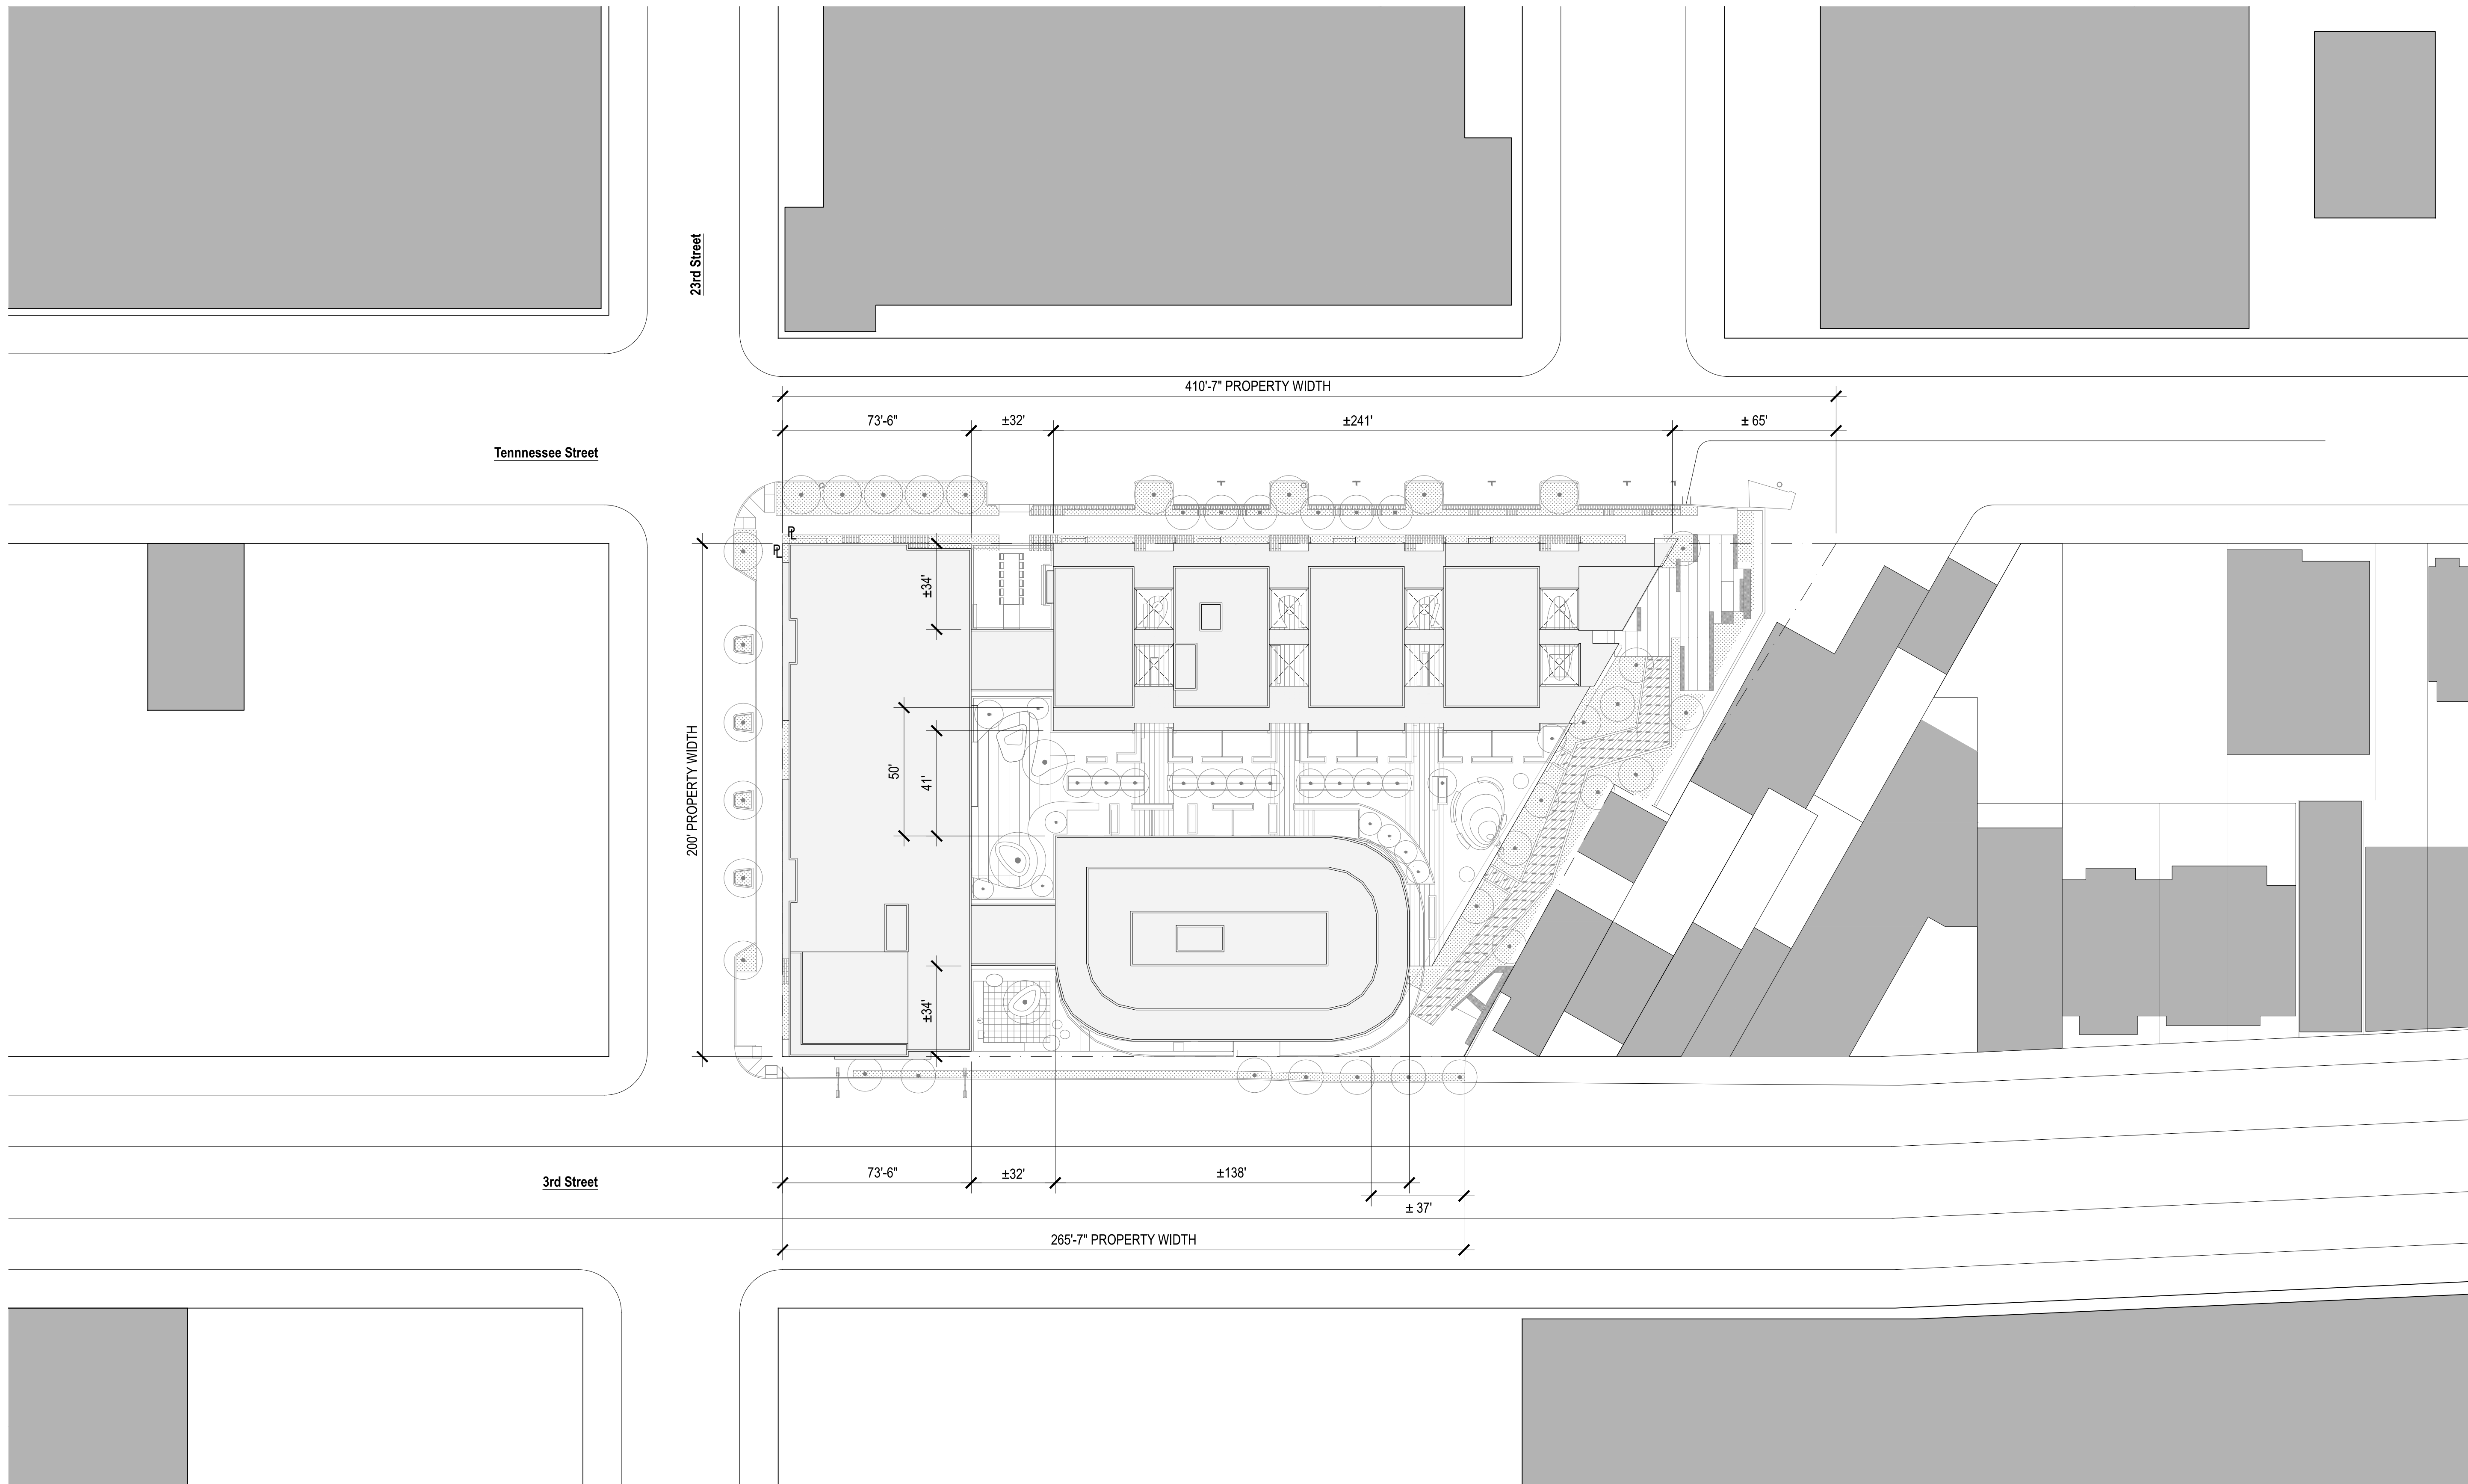 23rd Street
410'-7" PROPERTY WIDTH
73'-6"
±32'
±241'
± 65'
Tennnessee Street
PL
PL
±34'
50'
41'
200' PROPERTY WIDTH
±34'
73'-6"
±32'
±138'
3rd Street
± 37'
265'-7" PROPERTY WIDTH